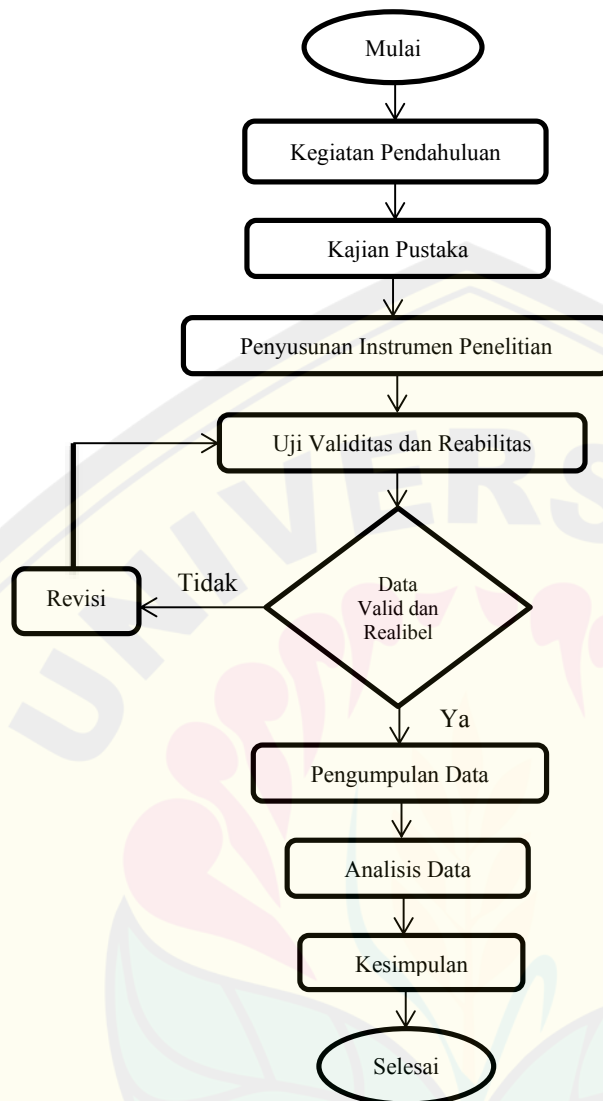 Mulai
Kegiatan Pendahuluan
Kajian Pustaka
Penyusunan Instrumen Penelitian
Uji Validitas dan Reabilitas
Revisi
Tidak
Data
Valid dan
Realibel
Ya
Pengumpulan Data
Analisis Data
Kesimpulan
Selesai
UNIVERS